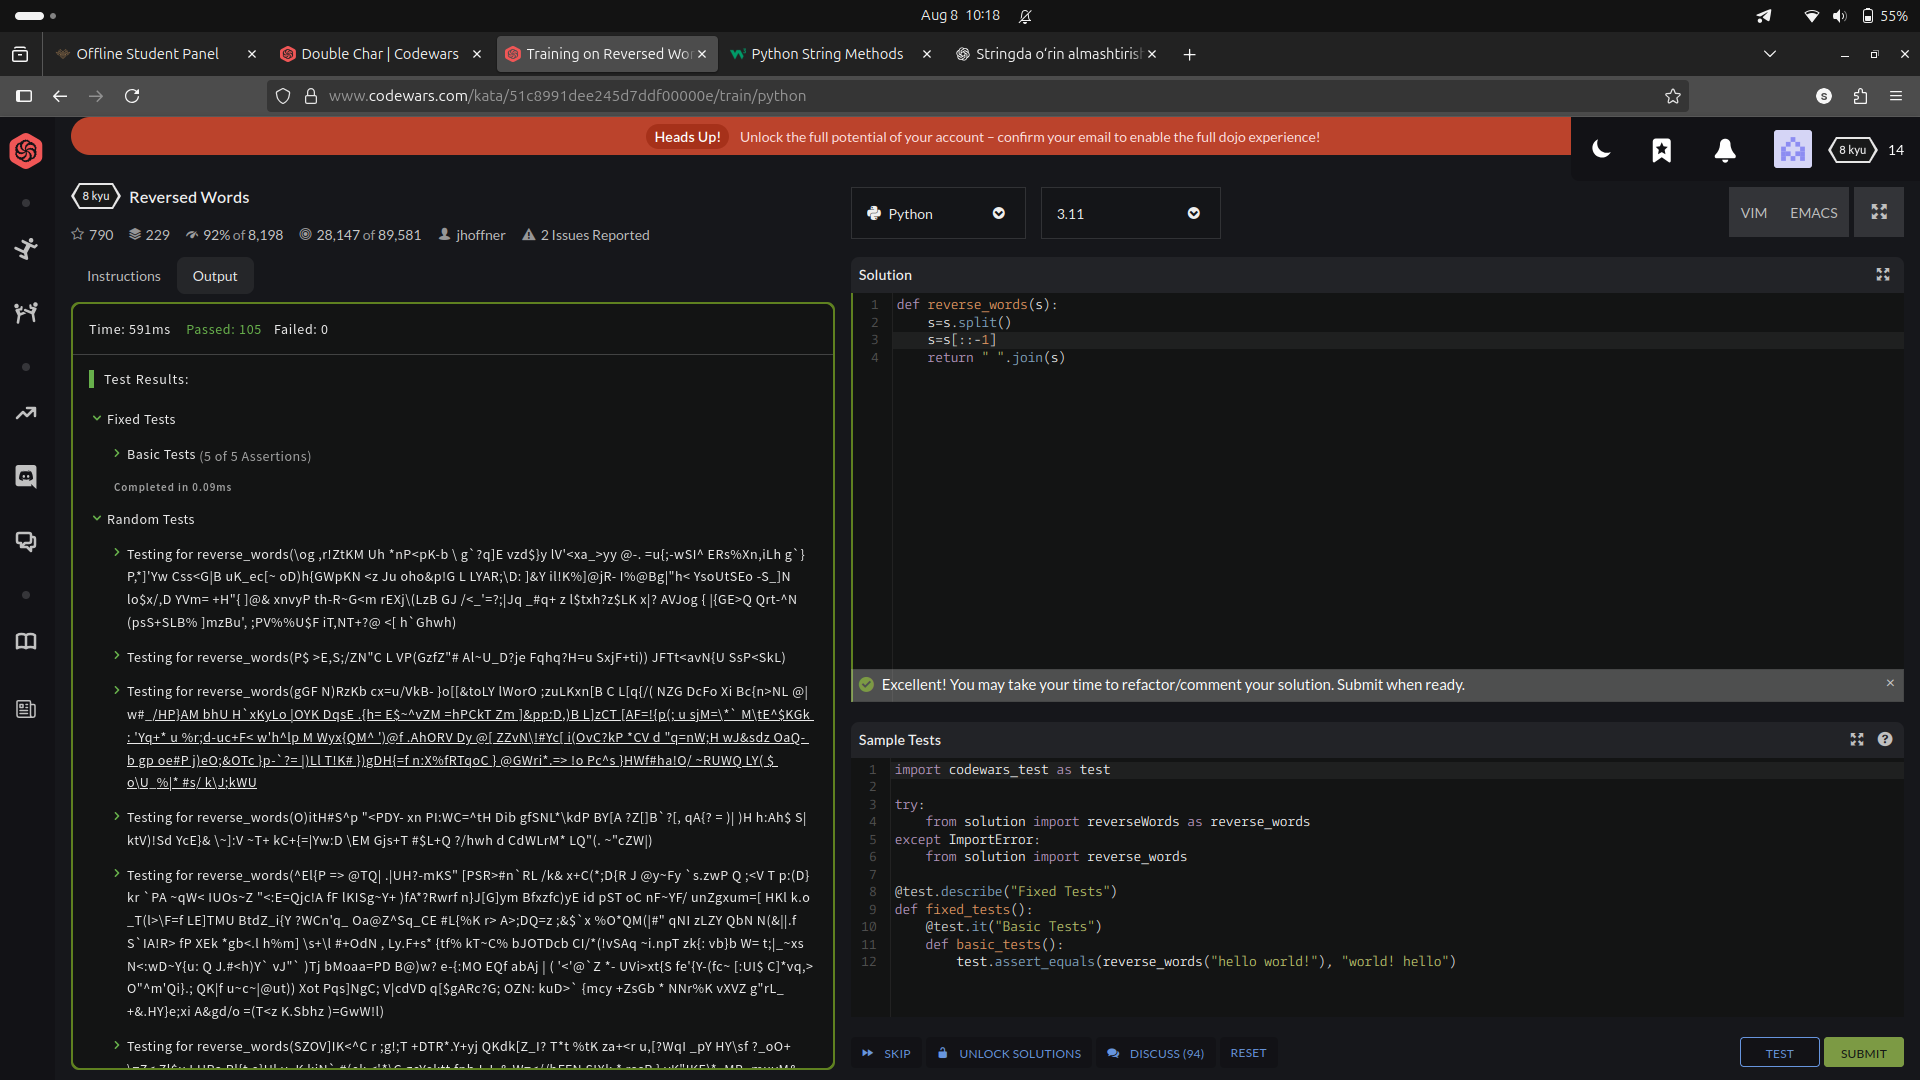 Aug 8 10:18
55%
Offline Student Panel
Double Char | Codewars
Training on Reversed Wor
Python String Methods
Stringda o'rin almashtirish
www.codewars.com/kata/51c8991dee245d7ddf00000e/train/python
S
Heads Up! Unlock the full potential of your account – confirm your email to enable the full dojo experience!
8 kyu 14
8 kyu Reversed Words
790 229 92% of 8,198 28,147 of 89,581 jhoffner 2 Issues Reported
Python
3.11
VIM EMACS
Instructions Output
Time: 591ms Passed: 105 Failed: 0
Test Results:
Fixed Tests
Basic Tests (5 of 5 Assertions)
Completed in 0.09ms
Random Tests
Testing for reverse_words(\og ,r!ZtKM Uh *nP<pK-b \ g`?q]E vzd$}y lV'<xa_>yy @-. =u{;-wSI^ ERs%Xn,iLh g`}
P,*]'Yw Css<G|B uK_ec[~ oD)h{GWpKN <z Ju oho&p!G L LYAR;\D: ]&Y il!K%]@jR- I%@Bg|"h< YsoUtSEo -S_]N
lo$x/,D YVm= +H"{ ]@& xnvyP th-R~G<m rEXj\(LzB GJ /<_'=?;|Jq _#q+ z l$txh?z$LK x|? AVJog { |{GE>Q Qrt-^N
(psS+SLB% ]mzBu', ;PV%%U$F iT,NT+?@ <[ h`Ghwh)
Testing for reverse_words(P$ >E,S;/ZN"C L VP(GzfZ"# Al~U_D?je Fqhq?H=u SxjF+ti)) JFTt<avN{U SsP<SkL)
Testing for reverse_words(gGF N)RzKb cx=u/VkB- }o[[&toLY lWorO ;zuLKxn[B C L[q{/( NZG DcFo Xi Bc{n>NL @|
w#_/HP}AM bhU H`xKyLo |OYK DqsE .{h= E$~^vZM =hPCkT Zm ]&pp:D,)B L]zCT [AF=!{p(; u sjM=\*` M\tE^$KGk
: 'Yq+* u %r;d-uc+F< w'h^lp M Wyx{QM^ ')@f .AhORV Dy @[ ZZvN\!#Yc[ i(OvC?kP *CV d "q=nW;H wJ&sdz OaQ-
b gp oe#P j)eO;&OTc }p-`?= |)Ll T!K# })gDH{=f n:X%fRTqoC } @GWri*.=> !o Pc^s }HWf#ha!O/ ~RUWQ LY( $
o\U_%|* #s/ k\J;kWU
Testing for reverse_words(O)itH#S^p "<PDY- xn PI:WC=^tH Dib gfSNL*\kdP BY[A ?Z[]B`?[, qA{? = )| )H h:Ah$ S|
ktV)!Sd YcE}& \~]:V ~T+ kC+{=|Yw:D \EM Gjs+T #$L+Q ?/hwh d CdWLrM* LQ"(. ~"cZW|)
Testing for reverse_words(^El{P => @TQ| .|UH?-mKS" [PSR>#n`RL /k& x+C(*;D{R J @y~Fy `s.zwP Q ;<V T p:(D}
kr `PA ~qW< IUOs~Z "<:E=Qjc!A fF lKISg~Y+ )fA*?Rwrf n}J[G]ym Bfxzfc)yE id pST oC nF~YF/ unZgxum=[ HKl k.o
_T(l>\F=f LE]TMU BtdZ_i{Y ?WCn'q_ Oa@Z^Sq_CE #L{%K r> A>;DQ=z ;&$`x %O*QM(|#" qNI zLZY QbN N(&||.f
S`IA!R> fP XEk *gb<.l h%m] \s+\l #+OdN , Ly.F+s* {tf% kT~C% bJOTDcb CI/*(!vSAq ~i.npT zk{: vb}b W= t;|_~xs
N<:wD~Y{u: Q J.#<h)Y` vJ"` )Tj bMoaa=PD B@)w? e-{:MO EQf abAj | ( '<'@`Z *- UVi>xt{S fe'{Y-(fc~ [:UI$ C]*vq,>
O"^m'Qi}.; QK|f u~c~|@ut)) Xot Pqs]NgC; V|cdVD q[$gARc?G; OZN: kuD>` {mcy +ZsGb * NNr%K vXVZ g"rL_
+&.HY}e;xi A&gd/o =(T<z K.Sbhz )=GwW!l)
Testing for reverse_words(SZOV]IK<^C r ;g!;T +DTR*.Y+yj QKdk[Z_I? T*t %tK za+<r u,[?WqI _pY HY\sf ?_oO+
Solution
1 def reverse_words(s):
2 s=s.split()
3 s=s[::-1]
4 return " ".join(s)
Excellent! You may take your time to refactor/comment your solution. Submit when ready.
Sample Tests
1 import codewars_test as test
2
3 try:
4 from solution import reverseWords as reverse_words
5 except ImportError:
6 from solution import reverse_words
7
8 @test.describe("Fixed Tests")
9 def fixed_tests():
10 @test.it("Basic Tests")
11 def basic_tests():
12 test.assert_equals(reverse_words("hello world!"), "world! hello")
SKIP UNLOCK SOLUTIONS DISCUSS (94) RESET TEST SUBMIT